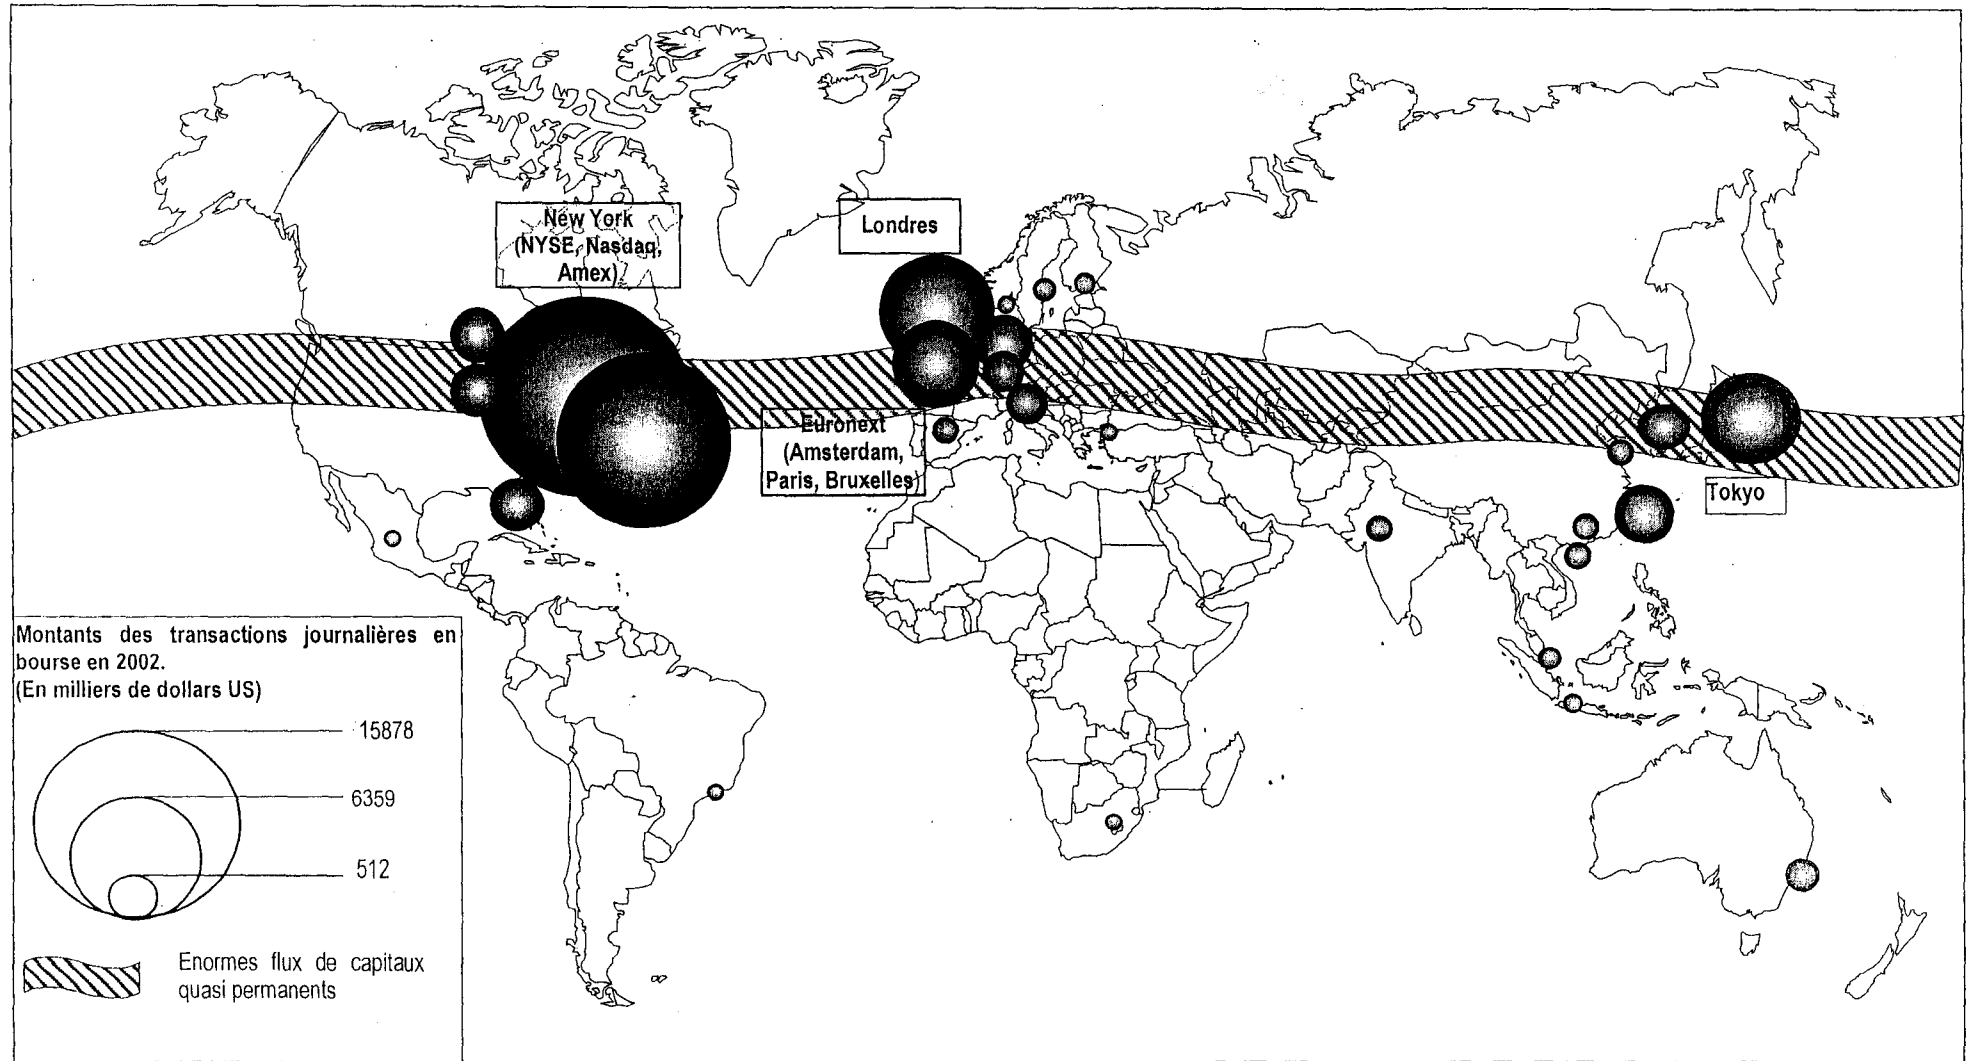 New York
(NYSE, Nasdaq,
Amex)
Londres
Euronext
(Amsterdam,
Paris, Bruxelles)
Tokyo
Montants des transactions journalières en
bourse en 2002.
(En milliers de dollars US)
15878
6359
512
Enormes flux de capitaux
quasi permanents